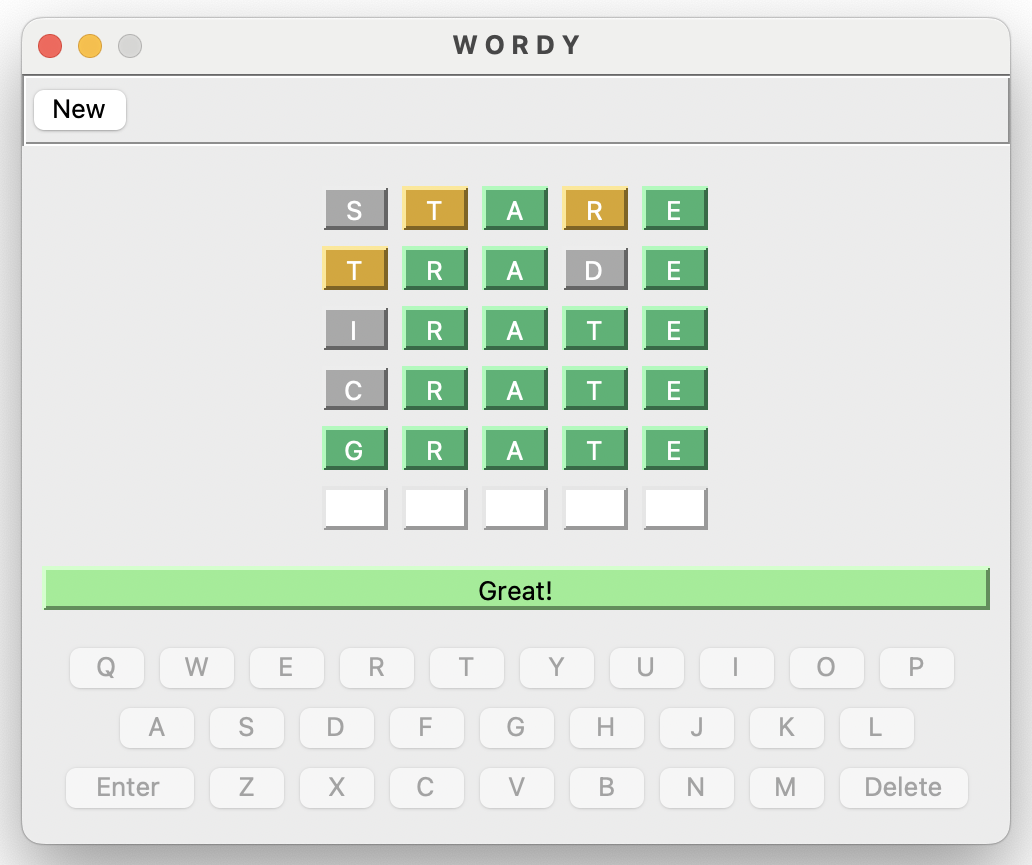 WORDY
New
S T A R E
T R A D E
I R A T E
C R A T E
G R A T E
Great!
Q W E R T Y U I O P
A S D F G H J K L
Enter Z X C V B N M Delete